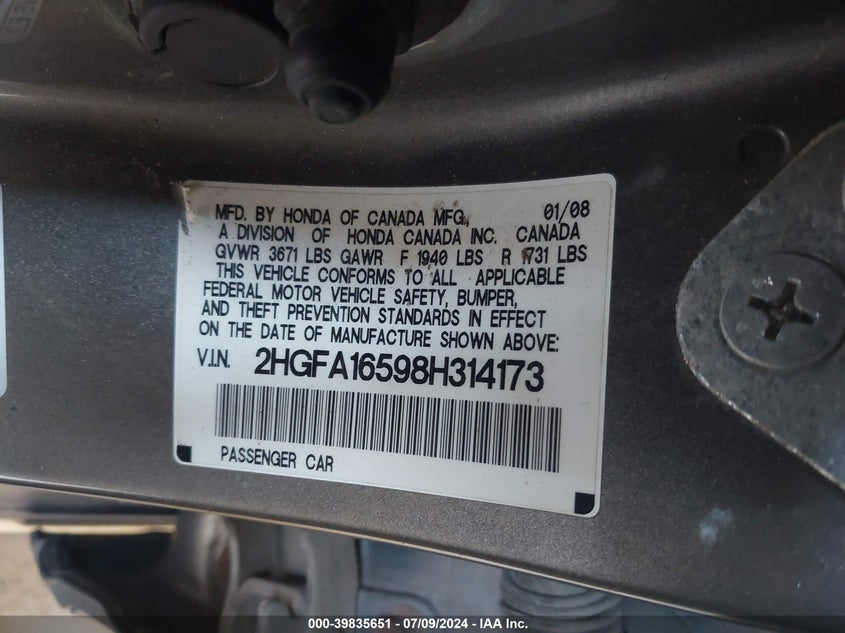 MFD. BY HONDA OF CANADA MFG., 01/08
A DIVISION OF HONDA CANADA INC. CANADA
GVWR 3671 LBS GAWR F 1940 LBS R 1731 LBS
THIS VEHICLE CONFORMS TO ALL APPLICABLE
FEDERAL MOTOR VEHICLE SAFETY, BUMPER,
AND THEFT PREVENTION STANDARDS IN EFFECT
ON THE DATE OF MANUFACTURE SHOWN ABOVE:
V.I.N. 2HGFA16598H314173
PASSENGER CAR
000-39835651 / 07/09/2024 - IAA Inc.